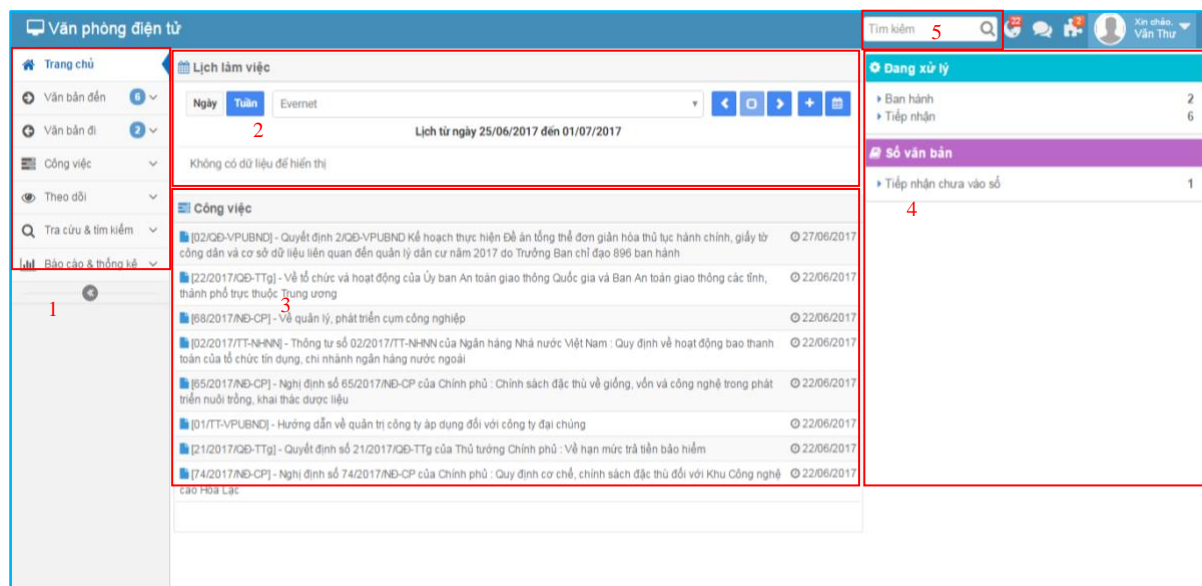 Văn phòng điện tử
Tìm kiếm
5
22
2
Xin chào,
Văn Thư
Trang chủ
Văn bản đến 6
Văn bản đi 2
Công việc
Theo dõi
Tra cứu & tìm kiếm
Báo cáo & thống kê
1
Lịch làm việc
Ngày Tuần Evernet
2
Lịch từ ngày 25/06/2017 đến 01/07/2017
Không có dữ liệu để hiển thị
Công việc
[02/QĐ-VPUBND] - Quyết định 2/QĐ-VPUBND Kế hoạch thực hiện Đề án tổng thể đơn giản hóa thủ tục hành chính, giấy tờ 27/06/2017
công dân và cơ sở dữ liệu liên quan đến quản lý dân cư năm 2017 do Trưởng Ban chỉ đạo 896 ban hành
[22/2017/QĐ-TTg] - Về tổ chức và hoạt động của Ủy ban An toàn giao thông Quốc gia và Ban An toàn giao thông các tỉnh, 22/06/2017
thành phố trực thuộc Trung ương
3
[68/2017/NĐ-CP] - Về quản lý, phát triển cụm công nghiệp 22/06/2017
[02/2017/TT-NHNN] - Thông tư số 02/2017/TT-NHNN của Ngân hàng Nhà nước Việt Nam : Quy định về hoạt động bao thanh 22/06/2017
toán của tổ chức tín dụng, chi nhánh ngân hàng nước ngoài
[65/2017/NĐ-CP] - Nghị định số 65/2017/NĐ-CP của Chính phủ : Chính sách đặc thù về giống, vốn và công nghệ trong phát 22/06/2017
triển nuôi trồng, khai thác dược liệu
[01/TT-VPUBND] - Hướng dẫn về quản trị công ty áp dụng đối với công ty đại chúng 22/06/2017
[21/2017/QĐ-TTg] - Quyết định số 21/2017/QĐ-TTg của Thủ tướng Chính phủ : Về hạn mức trả tiền bảo hiểm 22/06/2017
[74/2017/NĐ-CP] - Nghị định số 74/2017/NĐ-CP của Chính phủ : Quy định cơ chế, chính sách đặc thù đối với Khu Công nghệ 22/06/2017
cao Hòa Lạc
Đang xử lý
Ban hành 2
Tiếp nhận 6
Sổ văn bản
Tiếp nhận chưa vào sổ 1
4